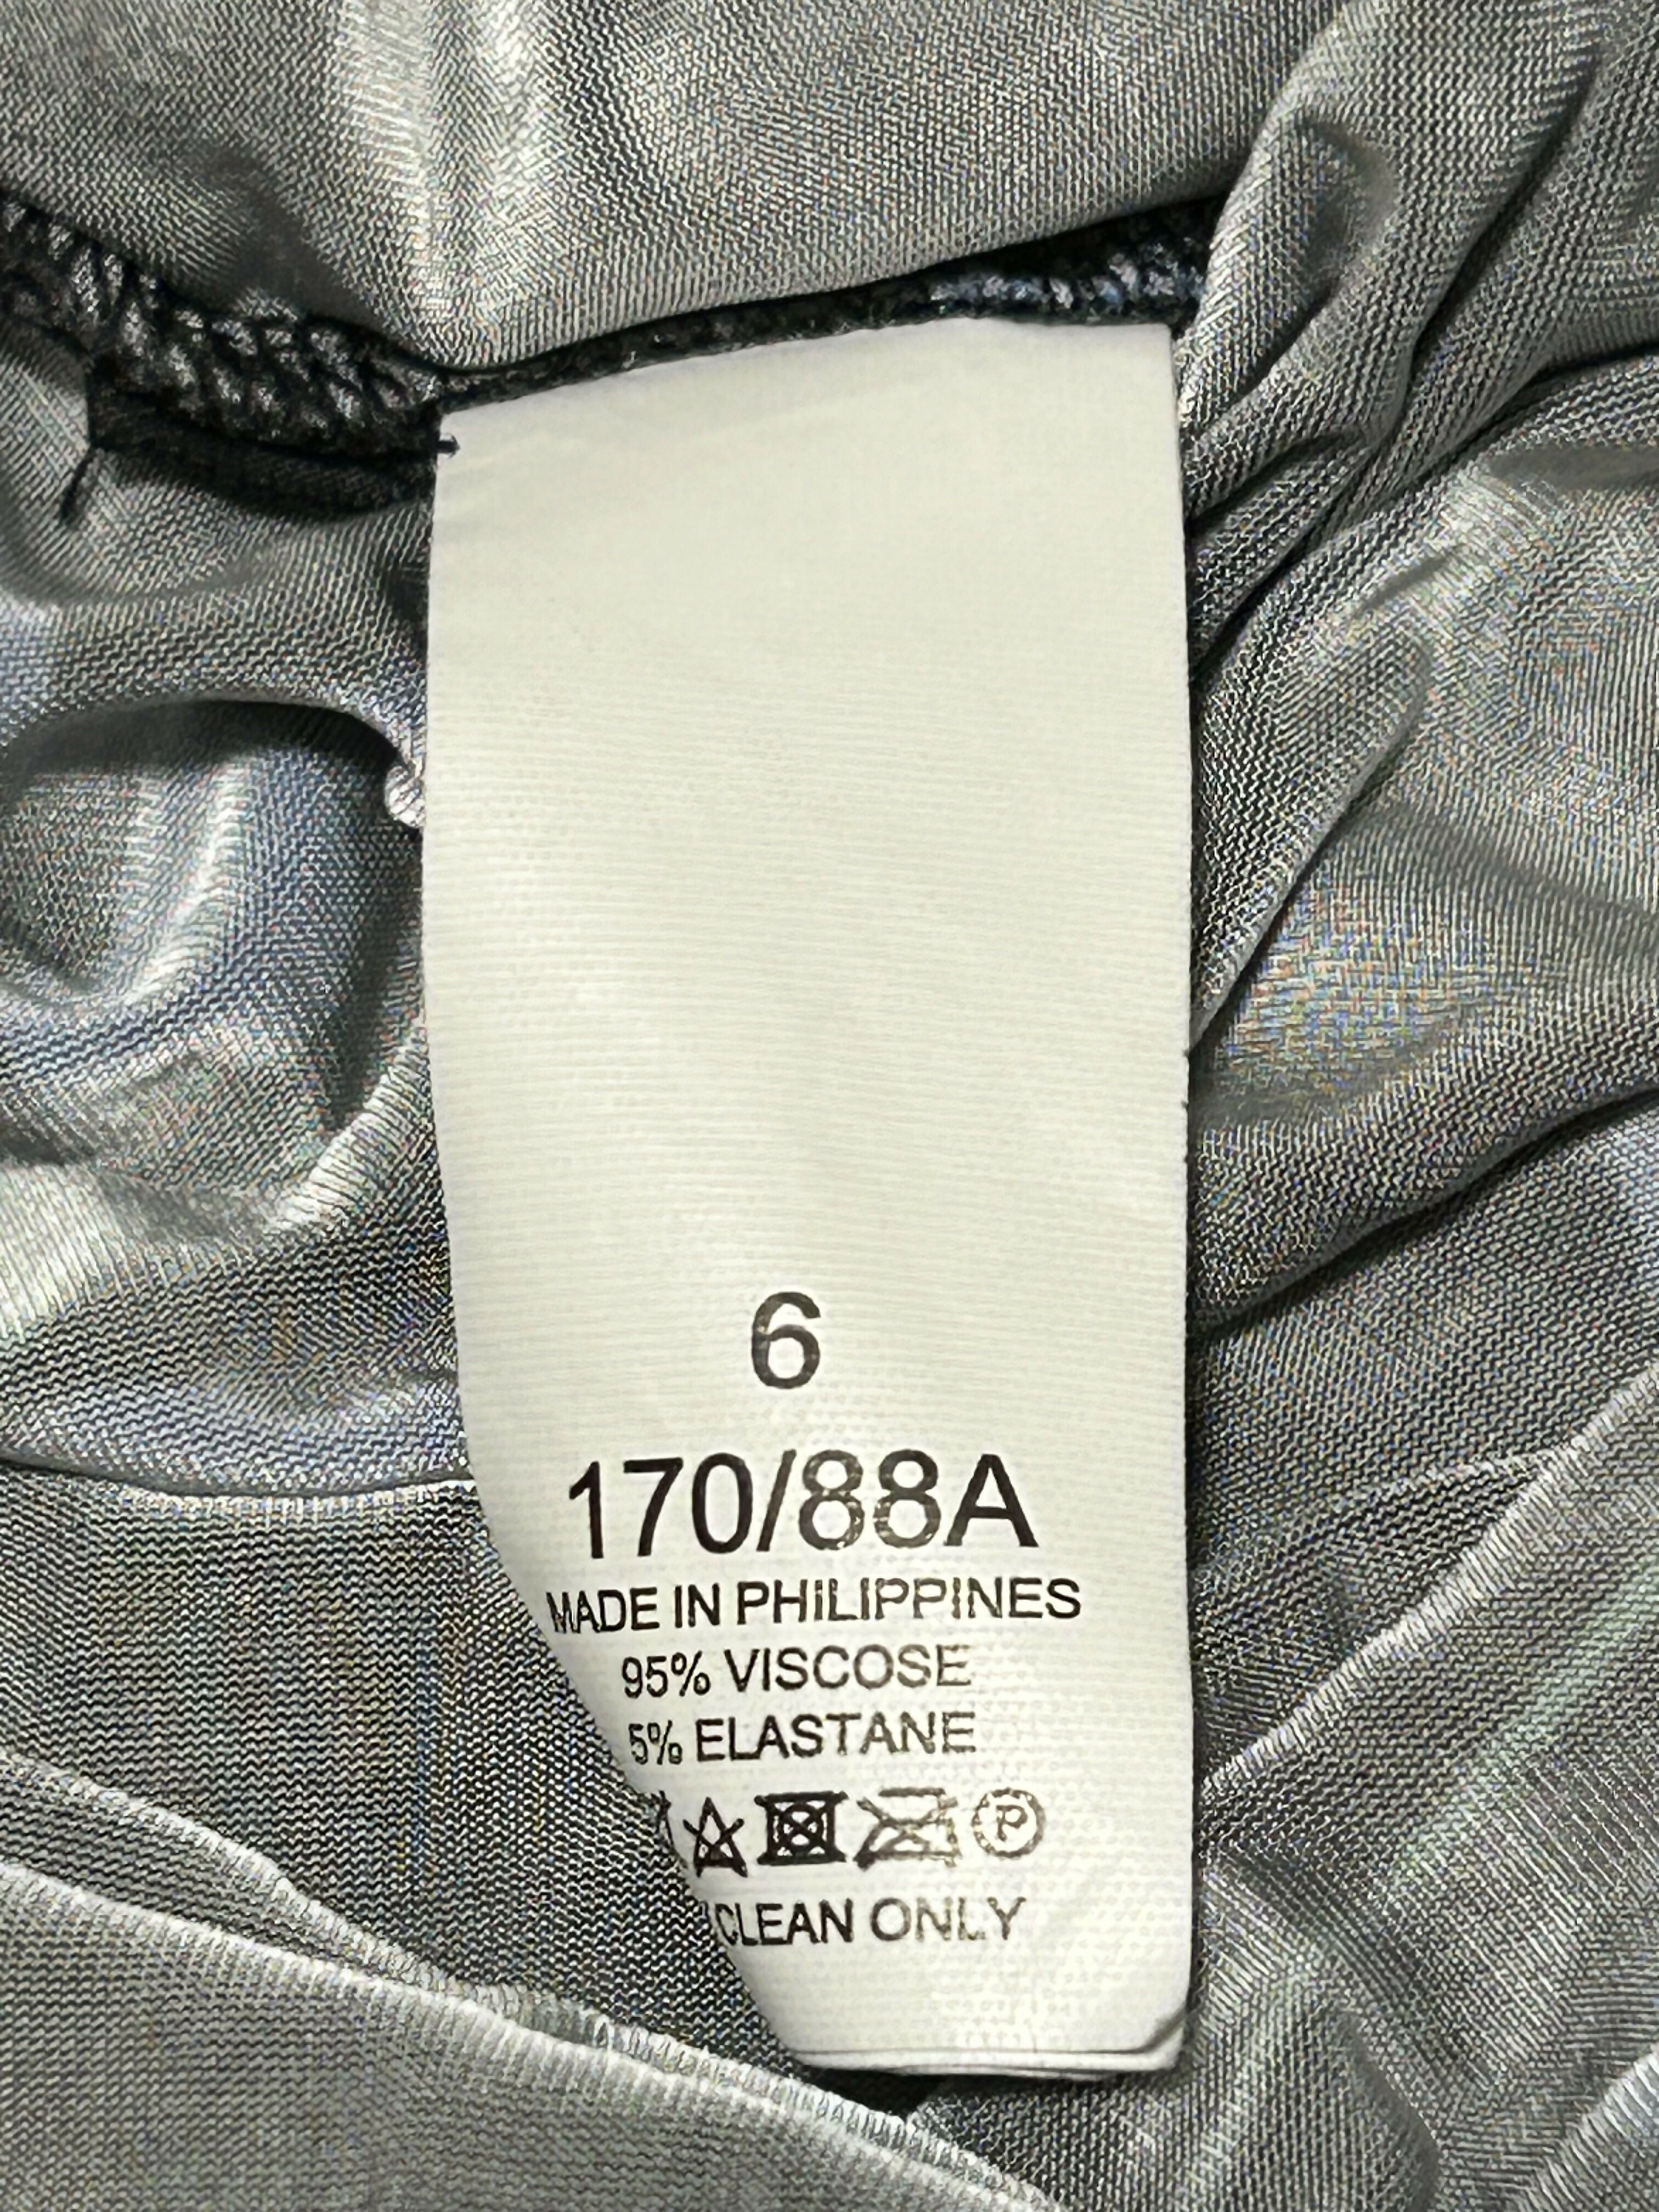 6
170/88A
MADE IN PHILIPPINES
95% VISCOSE
5% ELASTANE
P
CLEAN ONLY